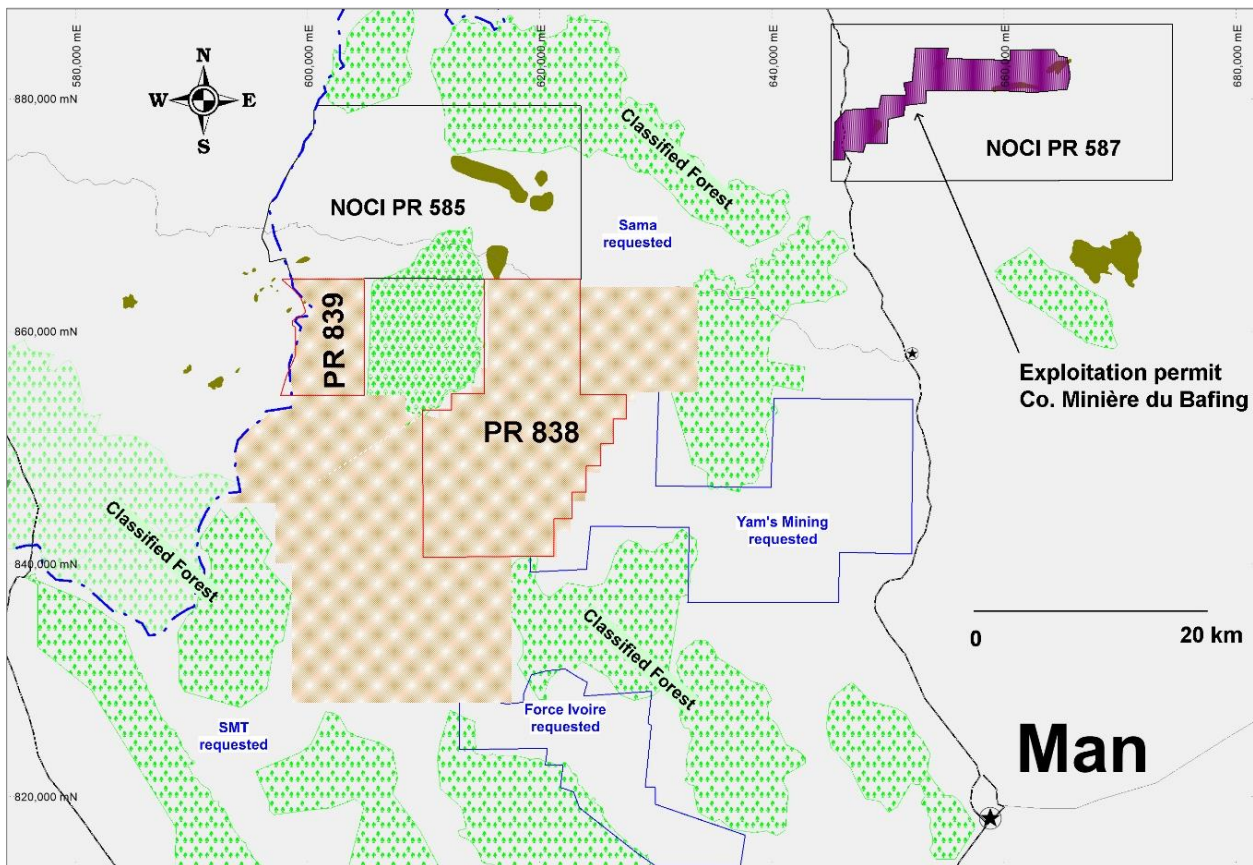 580,000 mE
600,000 mE
620,000 mE
640,000 mE
660,000 mE
680,000 mE
880,000 mN
N
W E
S
Classified Forest
NOCI PR 587
NOCI PR 585
Sama
requested
860,000 mN
PR 839
Exploitation permit
Co. Minière du Bafing
PR 838
Classified Forest
Yam's Mining
requested
840,000 mN
Classified Forest
0 20 km
SMT
requested
Force Ivoire
requested
Man
820,000 mN